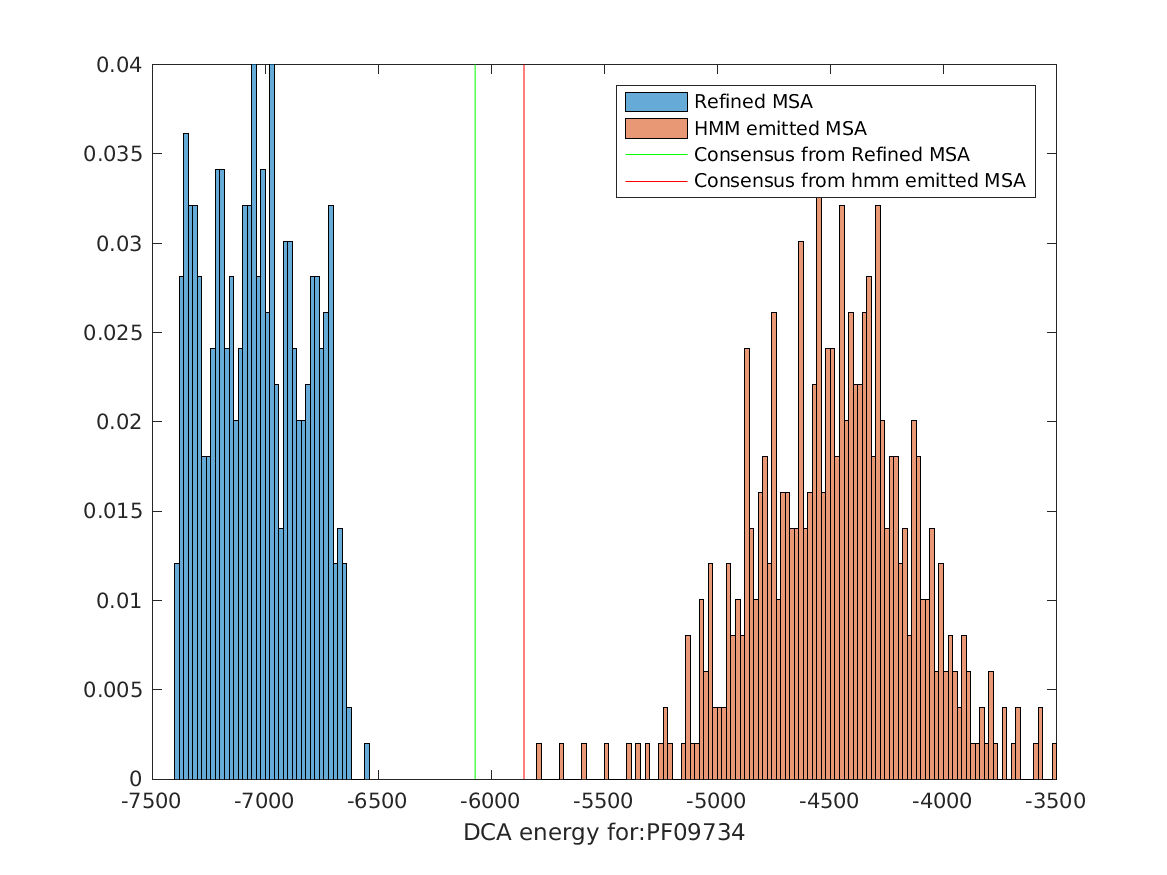 0.04
0.035
0.03
0.025
0.02
0.015
0.01
0.005
0
Refined MSA
HMM emitted MSA
Consensus from Refined MSA
Consensus from hmm emitted MSA
-7500 -7000 -6500 -6000 -5500 -5000 -4500 -4000 -3500
DCA energy for:PF09734